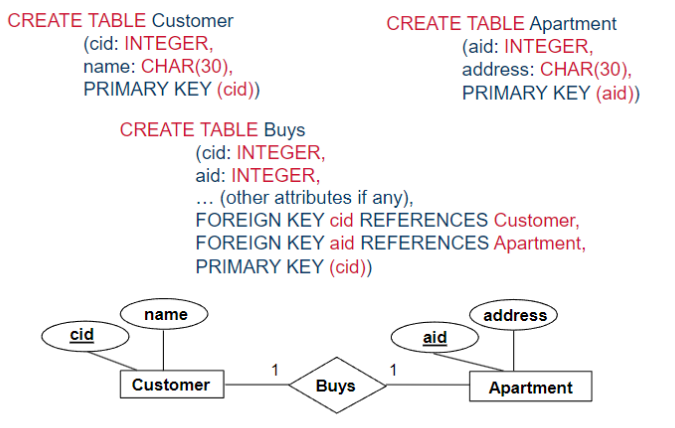 CREATE TABLE Customer
(cid: INTEGER,
name: CHAR(30),
PRIMARY KEY (cid))
CREATE TABLE Apartment
(aid: INTEGER,
address: CHAR(30),
PRIMARY KEY (aid))
CREATE TABLE Buys
(cid: INTEGER,
aid: INTEGER,
… (other attributes if any),
FOREIGN KEY cid REFERENCES Customer,
FOREIGN KEY aid REFERENCES Apartment,
PRIMARY KEY (cid))
cid
name
aid
address
Customer
1
Buys
1
Apartment